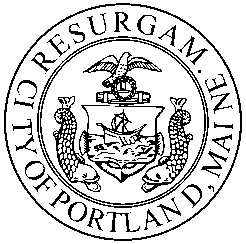 RESURGAM.
CITY OF PORTLAND, MAINE.